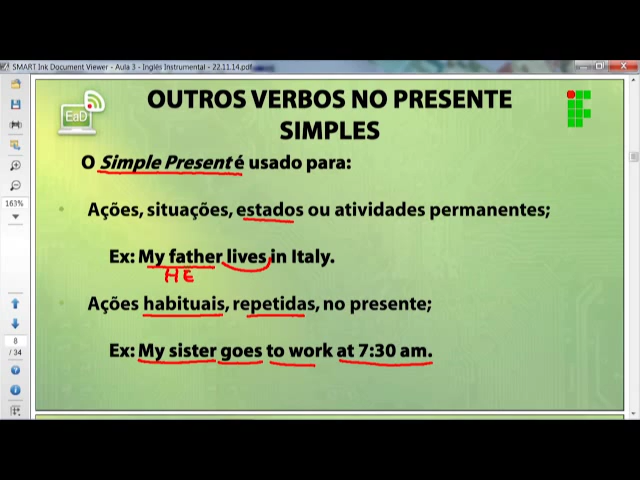 SMART Ink Document Viewer - Aula 3 - Inglês Instrumental - 22.11.14.pdf
EaD
OUTROS VERBOS NO PRESENTE
SIMPLES
O Simple Present é usado para:
• Ações, situações, estados ou atividades permanentes;
Ex: My father lives in Italy.
HE
• Ações habituais, repetidas, no presente;
Ex: My sister goes to work at 7:30 am.
163%
8
/ 34